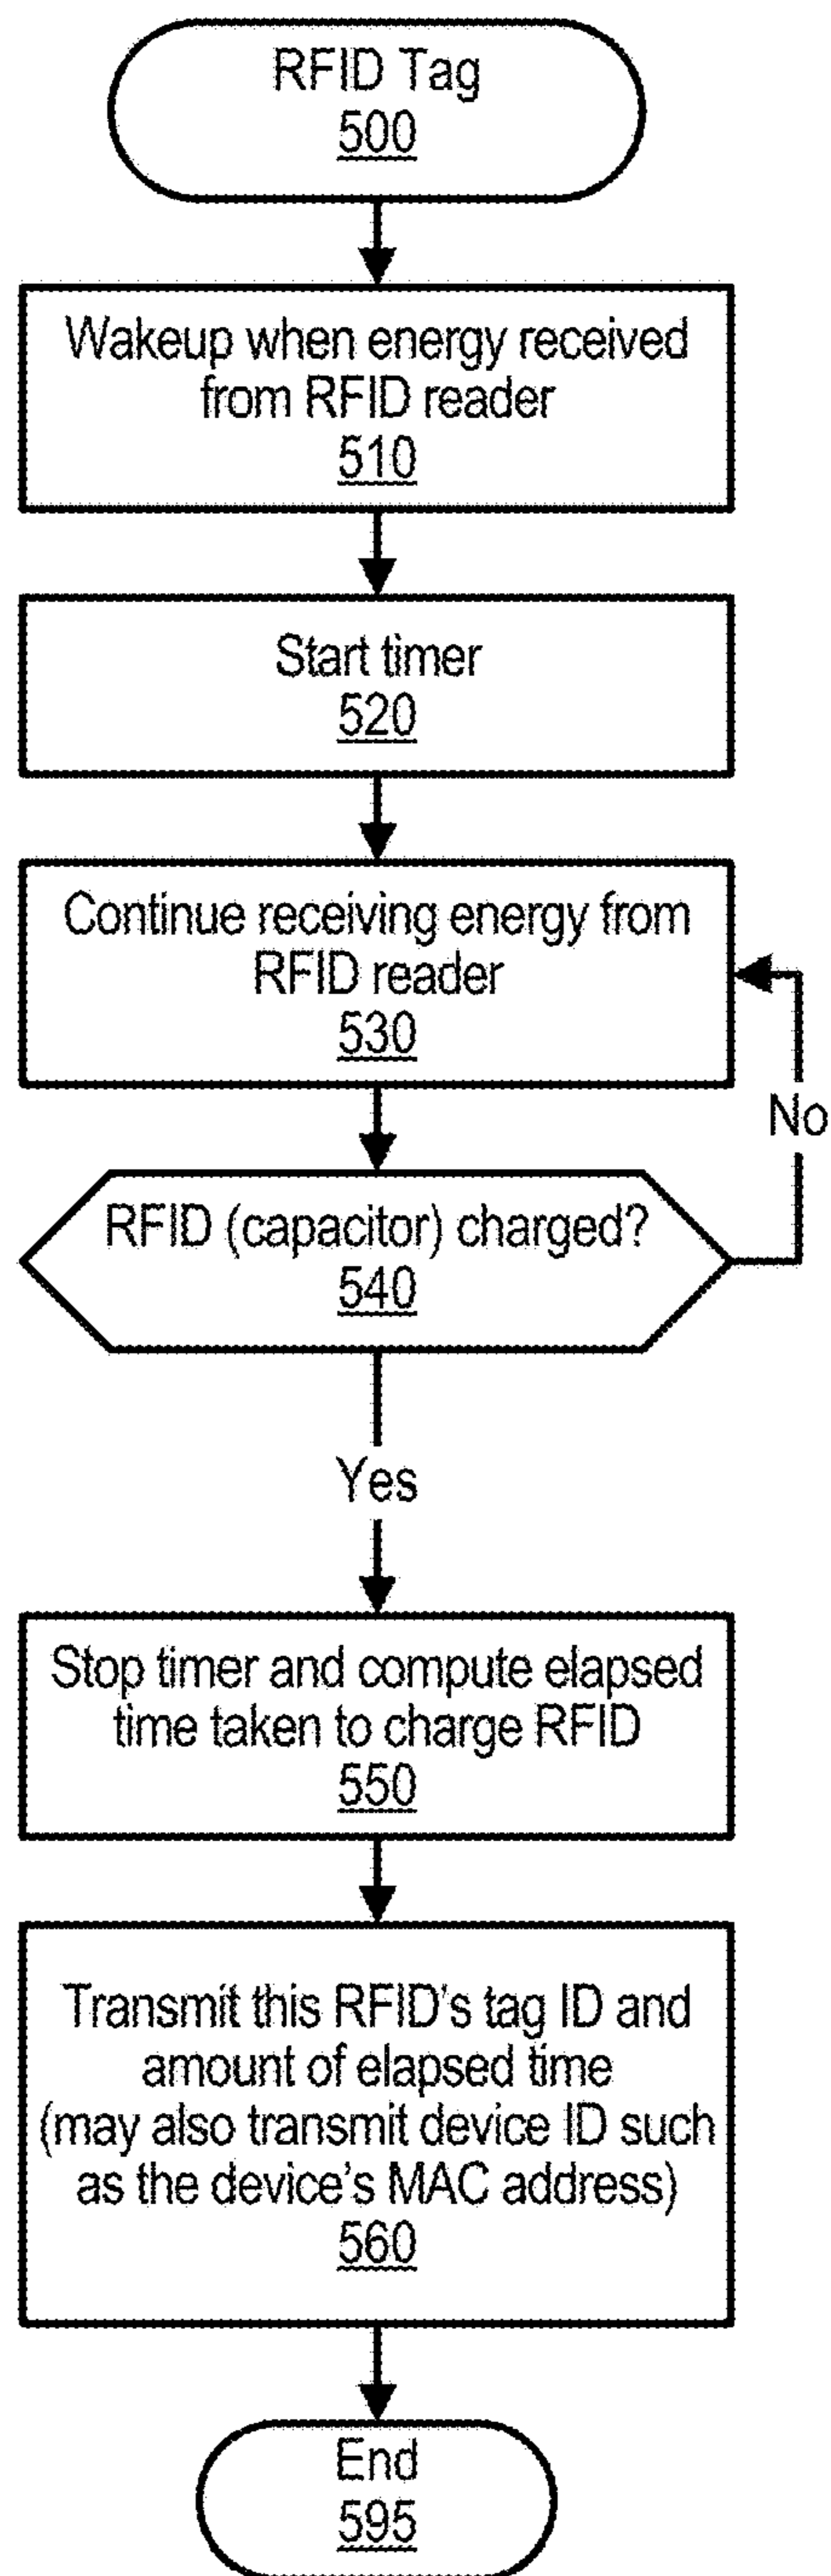 RFID Tag
500
Wakeup when energy received
from RFID reader
510
Start timer
520
Continue receiving energy from
RFID reader
530
No
RFID (capacitor) charged?
540
Yes
Stop timer and compute elapsed
time taken to charge RFID
550
Transmit this RFID's tag ID and
amount of elapsed time
(may also transmit device ID such
as the device's MAC address)
560
End
595